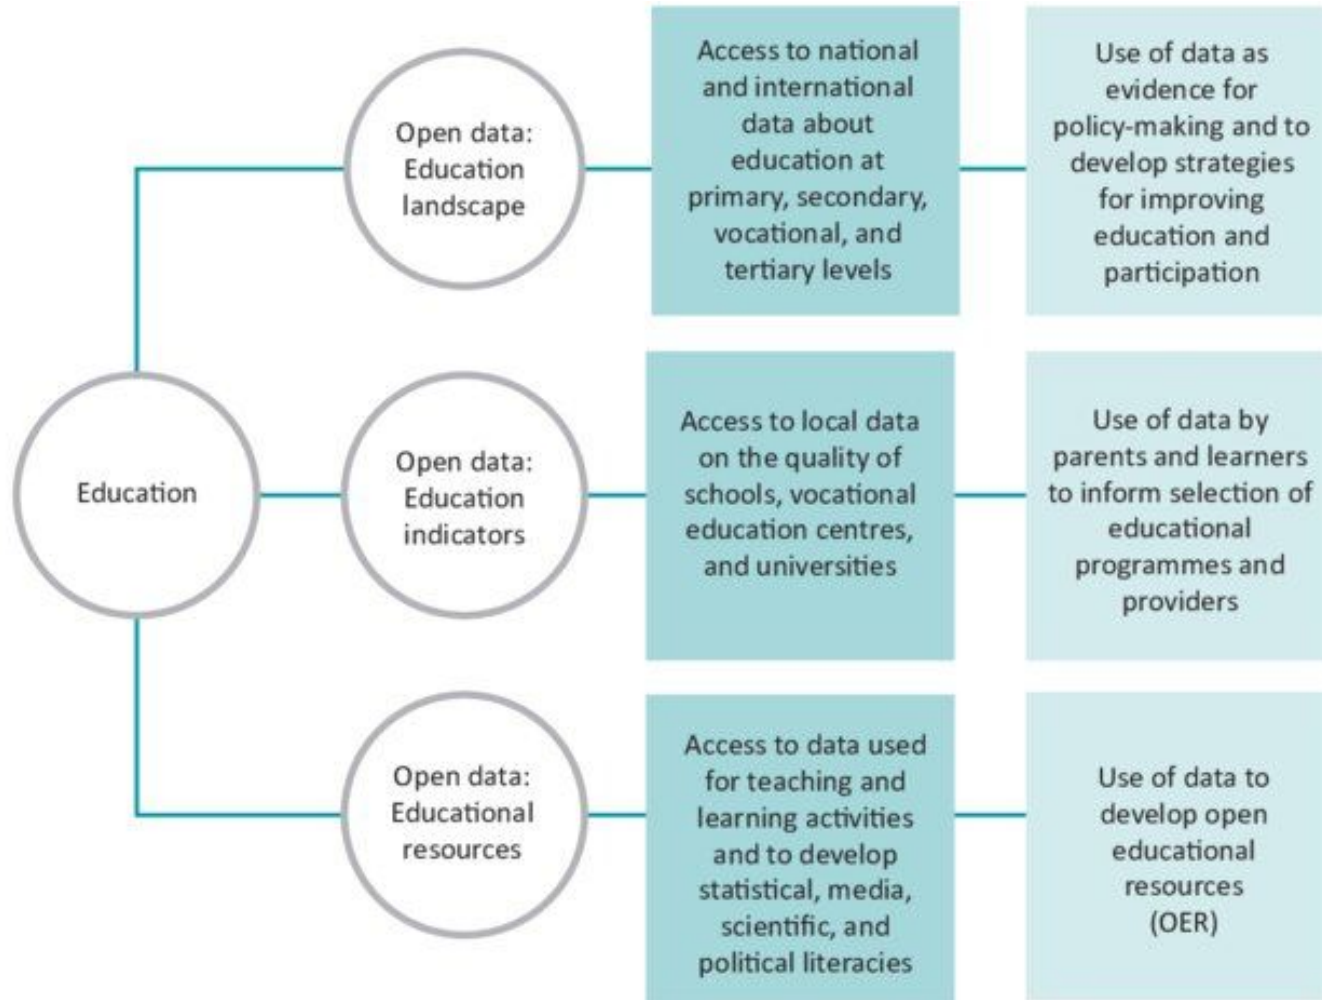 Education
Open data:
Education
landscape
Access to national
and international
data about
education at
primary, secondary,
vocational, and
tertiary levels
Use of data as
evidence for
policy-making and to
develop strategies
for improving
education and
participation
Open data:
Education
indicators
Access to local data
on the quality of
schools, vocational
education centres,
and universities
Use of data by
parents and learners
to inform selection of
educational
programmes and
providers
Open data:
Educational
resources
Access to data used
for teaching and
learning activities
and to develop
statistical, media,
scientific, and
political literacies
Use of data to
develop open
educational
resources
(OER)